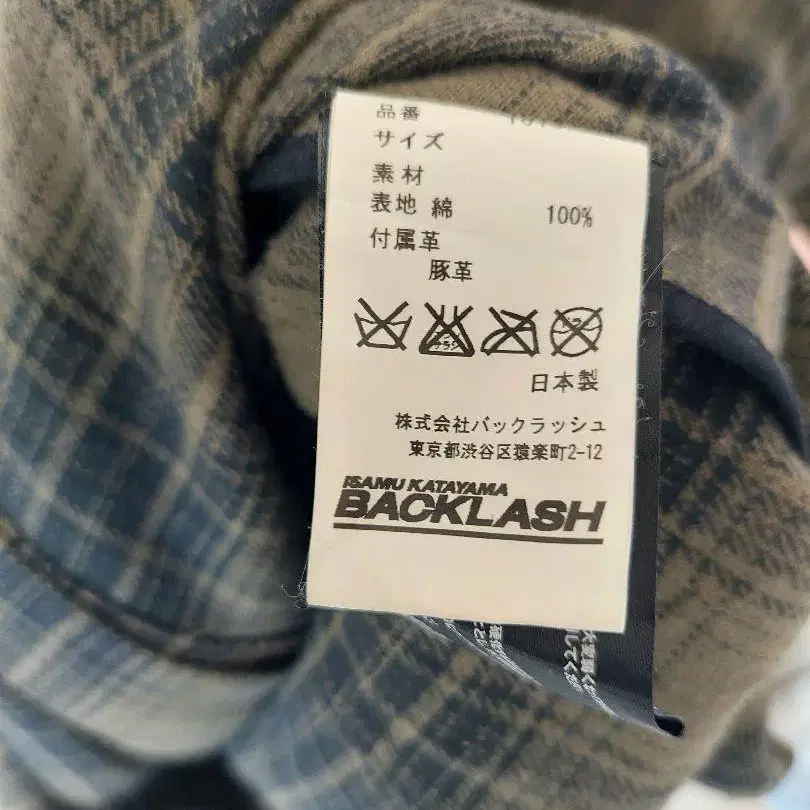 品番
サイズ
素材
表地 綿 100%
付属革
豚革
日本製
株式会社バックラッシュ
東京都渋谷区猿楽町2-12
ISAMU KATAYAMA
BACKLASH